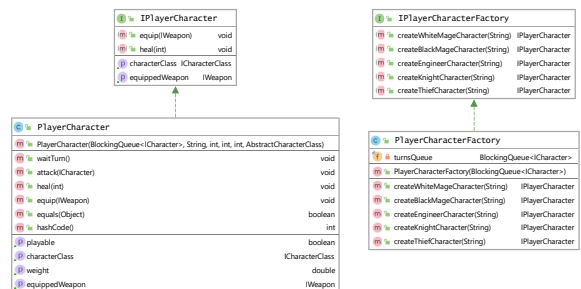 IPlayerCharacter
equip(IWeapon) void
heal(int) void
characterClass ICharacterClass
equippedWeapon IWeapon
PlayerCharacter
PlayerCharacter(BlockingQueue<ICharacter>, String, int, int, int, AbstractCharacterClass)
waitTurn() void
attack(ICharacter) void
heal(int) void
equip(IWeapon) void
equals(Object) boolean
hashCode() int
playable boolean
characterClass ICharacterClass
weight double
equippedWeapon IWeapon
IPlayerCharacterFactory
createWhiteMageCharacter(String) IPlayerCharacter
createBlackMageCharacter(String) IPlayerCharacter
createEngineerCharacter(String) IPlayerCharacter
createKnightCharacter(String) IPlayerCharacter
createThiefCharacter(String) IPlayerCharacter
PlayerCharacterFactory
turnsQueue BlockingQueue<ICharacter>
PlayerCharacterFactory(BlockingQueue<ICharacter>)
createWhiteMageCharacter(String) IPlayerCharacter
createBlackMageCharacter(String) IPlayerCharacter
createEngineerCharacter(String) IPlayerCharacter
createKnightCharacter(String) IPlayerCharacter
createThiefCharacter(String) IPlayerCharacter